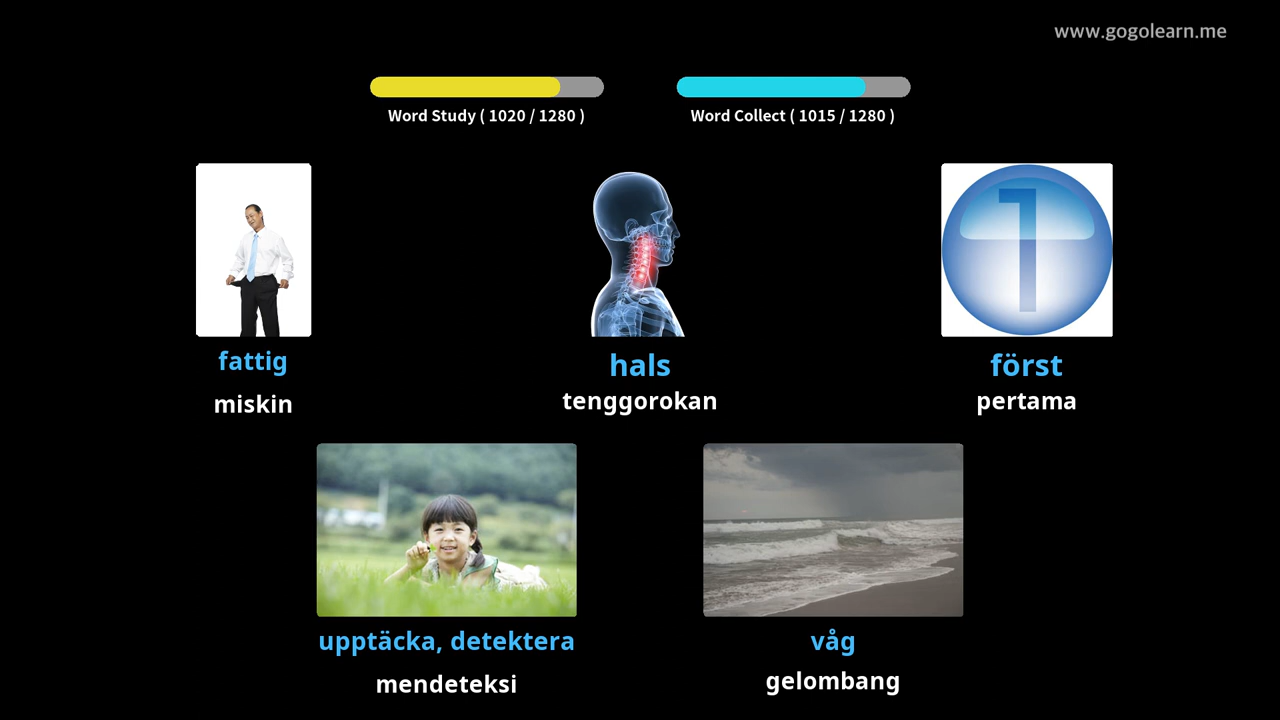 www.gogolearn.me
Word Study ( 1020 / 1280 )
Word Collect ( 1015 / 1280 )
1
fattig
miskin
hals
tenggorokan
först
pertama
upptäcka, detektera
mendeteksi
våg
gelombang